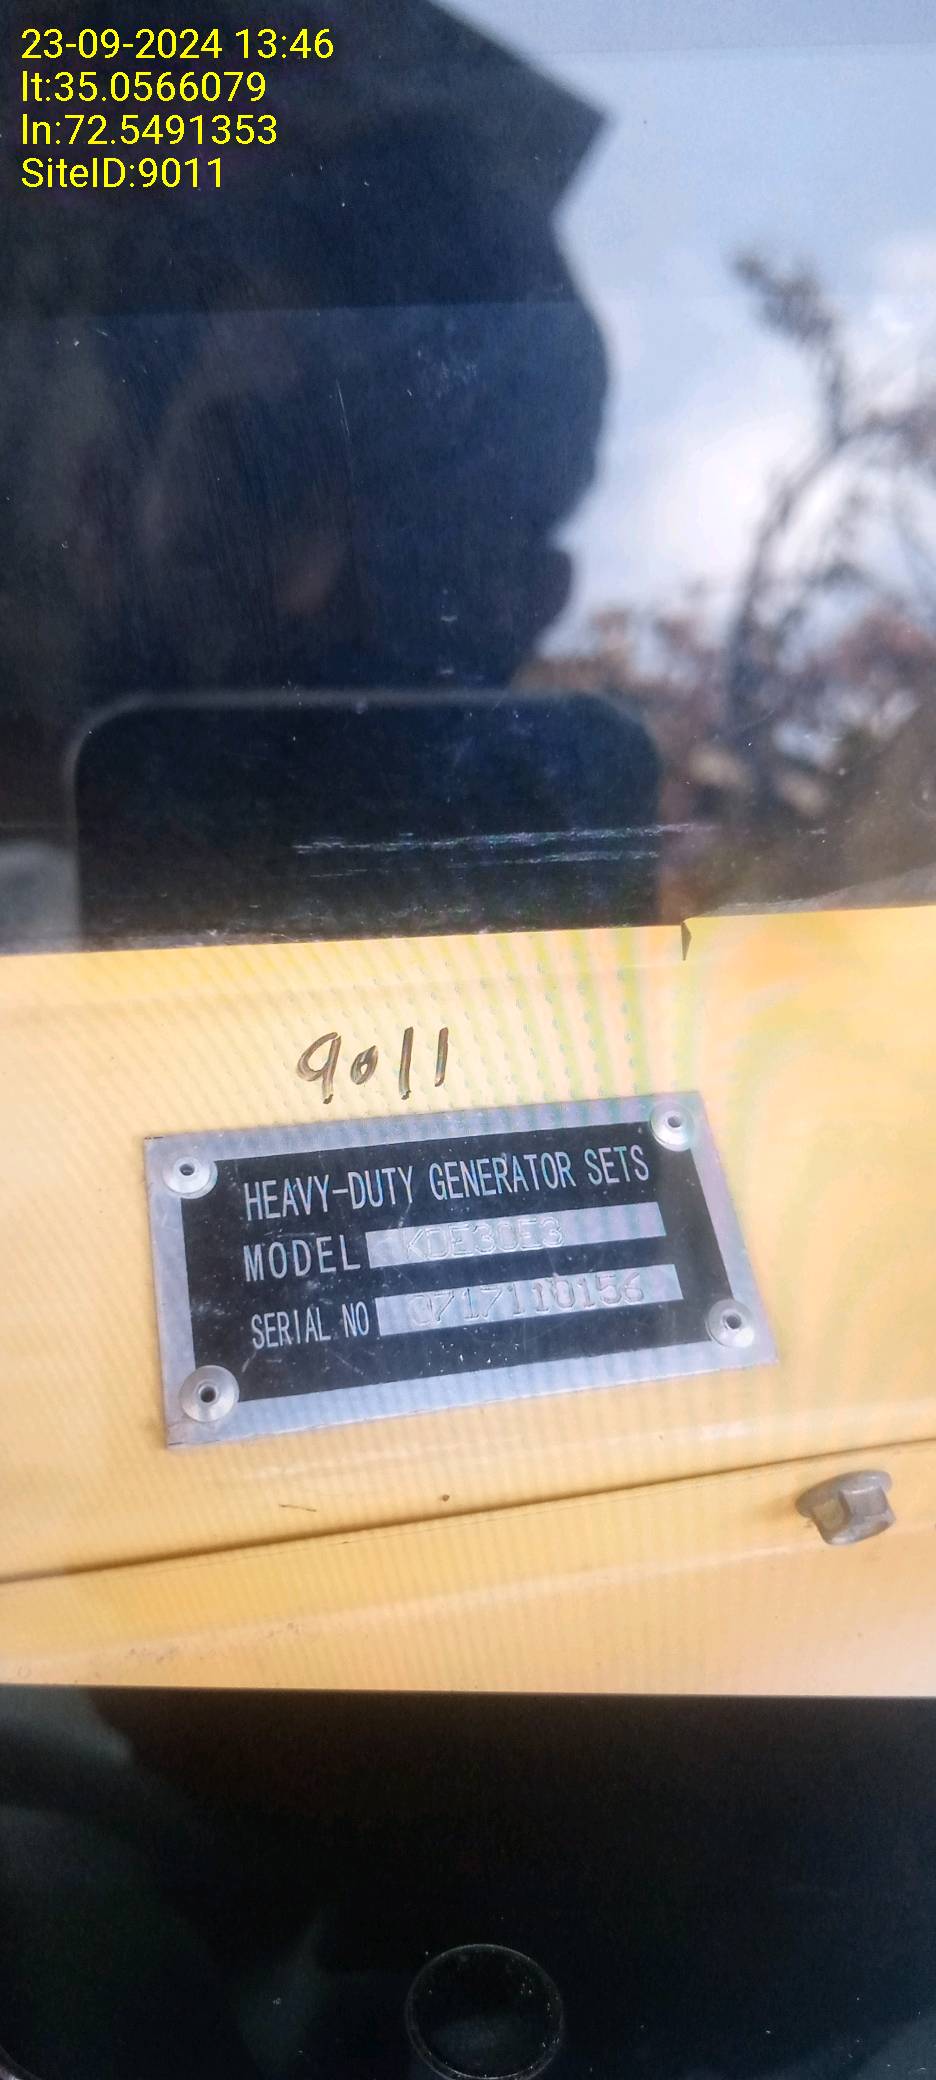 23-09-2024 13:46
lt:35.0566079
ln:72.5491353
SiteID:9011
9011
HEAVY-DUTY GENERATOR SETS
MODEL KDE30E3
SERIAL NO Q717110156